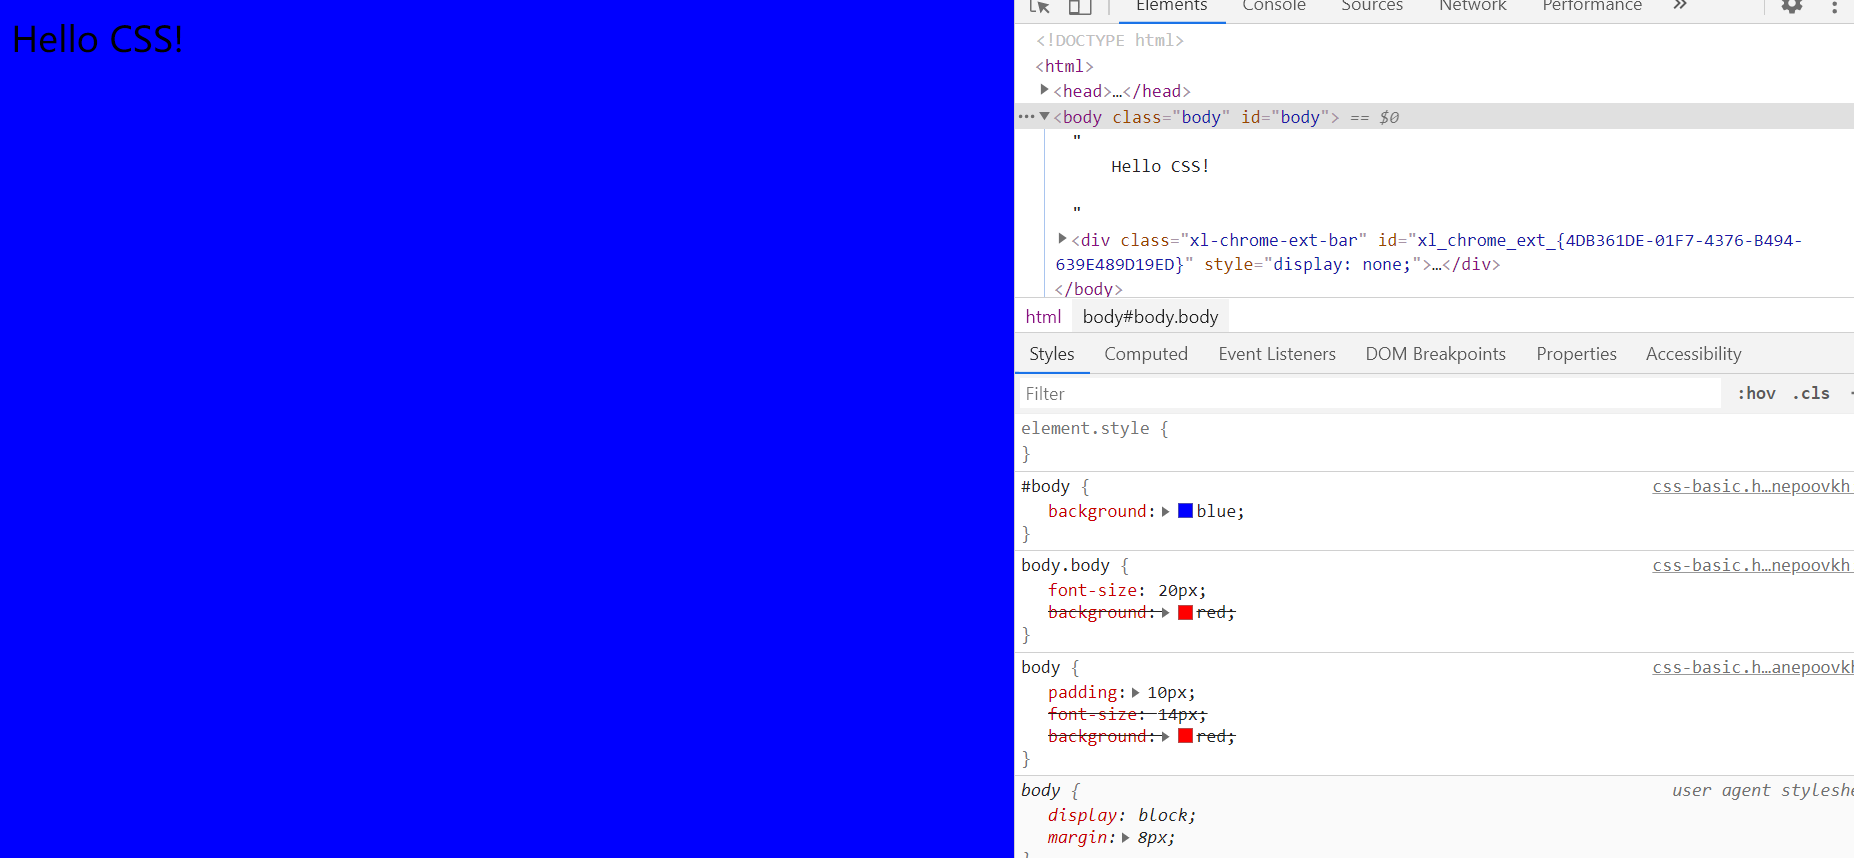 Hello CSS!
Elements Console Sources Network Performance »
<!DOCTYPE html>
<html>
<head>…</head>
<body class="body" id="body"> == $0
"
Hello CSS!
"
<div class="xl-chrome-ext-bar" id="xl_chrome_ext_{4DB361DE-01F7-4376-B494-
639E489D19ED}" style="display: none;">…</div>
</body>
html body#body.body
Styles Computed Event Listeners DOM Breakpoints Properties Accessibility
Filter :hov .cls
element.style {
}
#body { css-basic.h…nepoovkh
background: blue;
}
body.body { css-basic.h…nepoovkh
font-size: 20px;
background: red;
}
body { css-basic.h…anepoovkh
padding: 10px;
font-size: 14px;
background: red;
}
body { user agent styleshe
display: block;
margin: 8px;
}